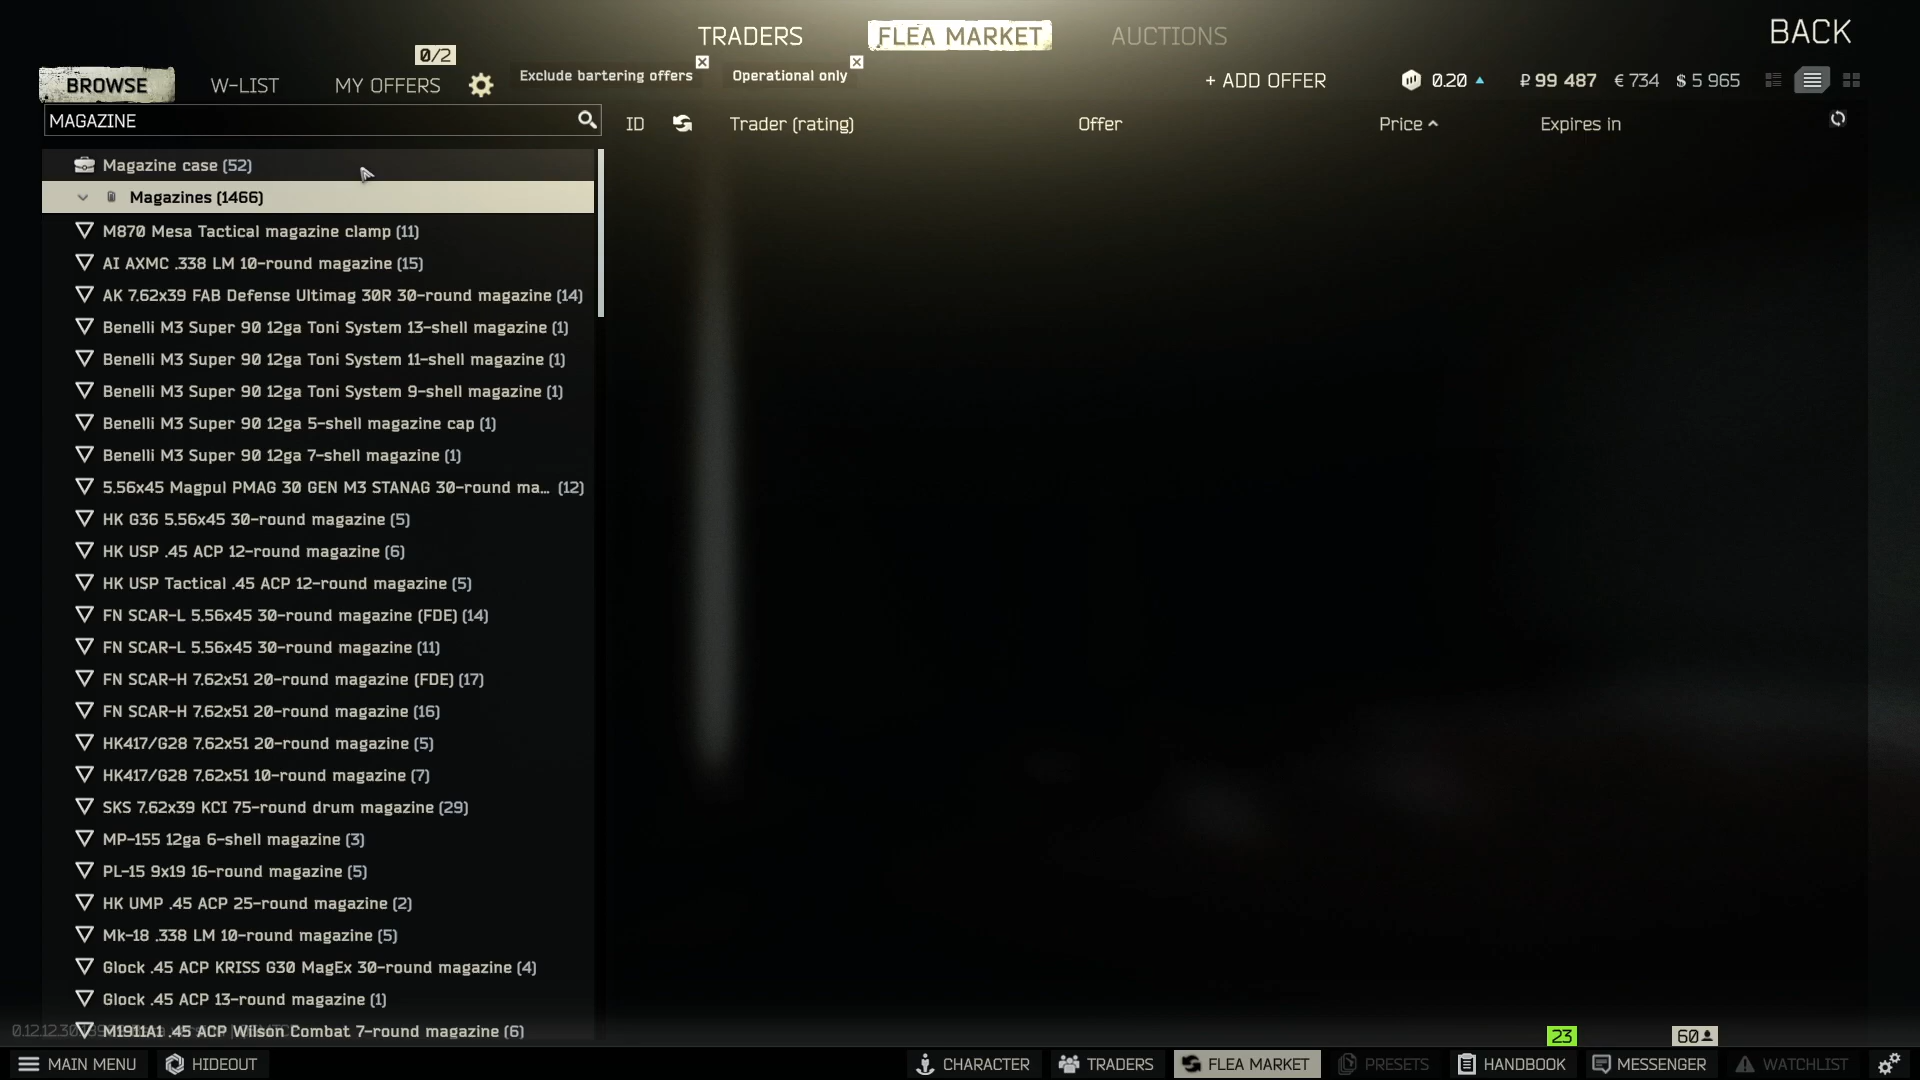 TRADERS FLEA MARKET AUCTIONS BACK
0/2
BROWSE W-LIST MY OFFERS Exclude bartering offers Operational only + ADD OFFER 0.20 ₽ 99 487 € 734 $ 5 965
MAGAZINE ID Trader (rating) Offer Price Expires in
Magazine case (52)
Magazines (1466)
M870 Mesa Tactical magazine clamp (11)
AI AXMC .338 LM 10-round magazine (15)
AK 7.62x39 FAB Defense Ultimag 30R 30-round magazine (14)
Benelli M3 Super 90 12ga Toni System 13-shell magazine (1)
Benelli M3 Super 90 12ga Toni System 11-shell magazine (1)
Benelli M3 Super 90 12ga Toni System 9-shell magazine (1)
Benelli M3 Super 90 12ga 5-shell magazine cap (1)
Benelli M3 Super 90 12ga 7-shell magazine (1)
5.56x45 Magpul PMAG 30 GEN M3 STANAG 30-round ma... (12)
HK G36 5.56x45 30-round magazine (5)
HK USP .45 ACP 12-round magazine (6)
HK USP Tactical .45 ACP 12-round magazine (5)
FN SCAR-L 5.56x45 30-round magazine (FDE) (14)
FN SCAR-L 5.56x45 30-round magazine (11)
FN SCAR-H 7.62x51 20-round magazine (FDE) (17)
FN SCAR-H 7.62x51 20-round magazine (16)
HK417/G28 7.62x51 20-round magazine (5)
HK417/G28 7.62x51 10-round magazine (7)
SKS 7.62x39 KCI 75-round drum magazine (29)
MP-155 12ga 6-shell magazine (3)
PL-15 9x19 16-round magazine (5)
HK UMP .45 ACP 25-round magazine (2)
Mk-18 .338 LM 10-round magazine (5)
Glock .45 ACP KRISS G30 MagEx 30-round magazine (4)
Glock .45 ACP 13-round magazine (1)
M1911A1 .45 ACP Wilson Combat 7-round magazine (6)
23 60
MAIN MENU HIDEOUT CHARACTER TRADERS FLEA MARKET PRESETS HANDBOOK MESSENGER WATCHLIST